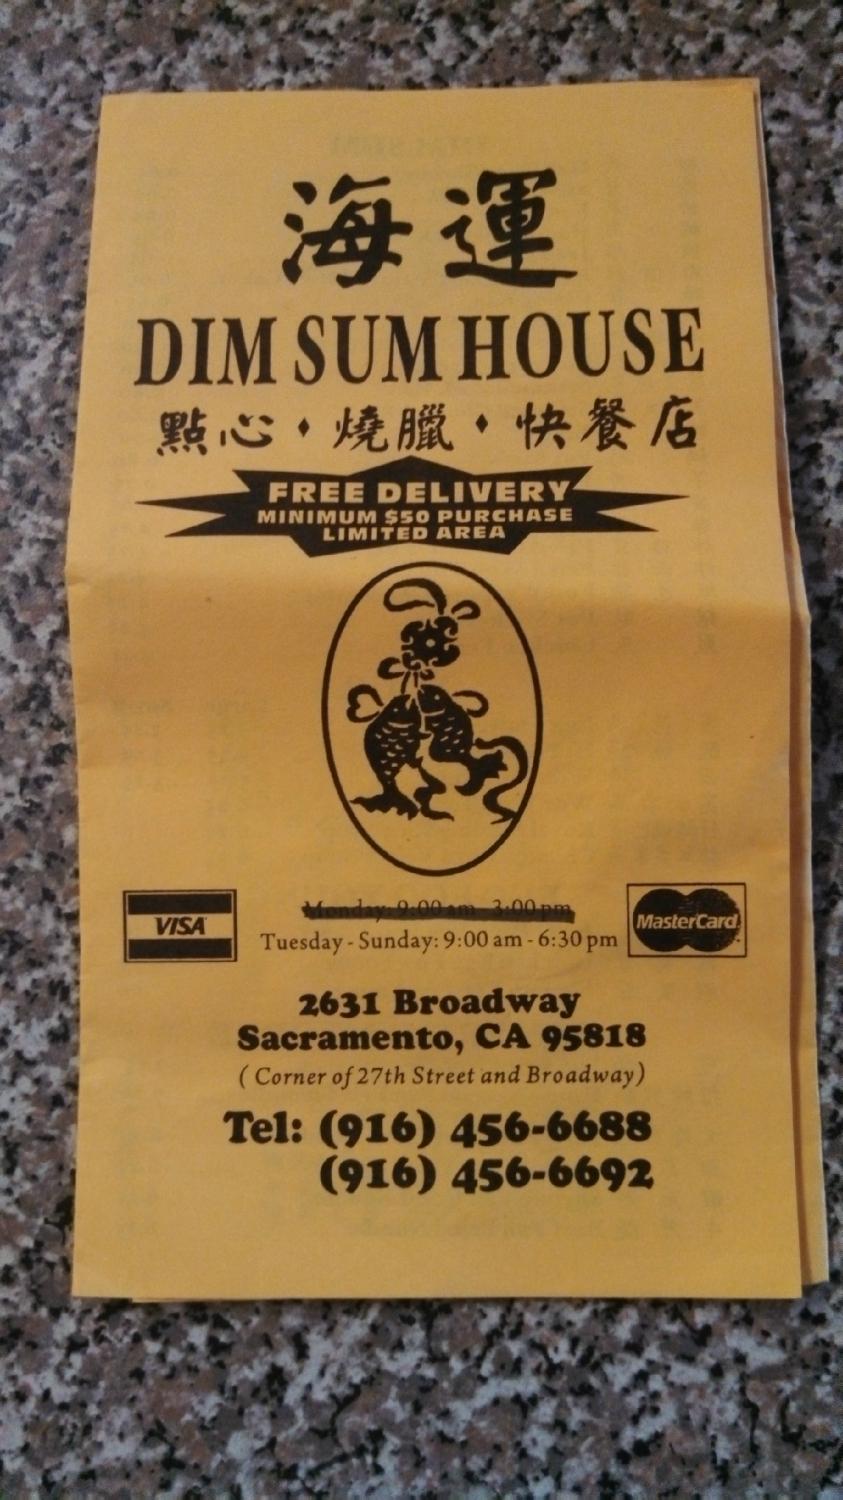 海運
DIM SUM HOUSE
點心・燒臘・快餐店
FREE DELIVERY
MINIMUM $50 PURCHASE
LIMITED AREA
VISA
Monday: 9:00 am - 3:00 pm
MasterCard
Tuesday - Sunday: 9:00 am - 6:30 pm
2631 Broadway
Sacramento, CA 95818
( Corner of 27th Street and Broadway)
Tel: (916) 456-6688
(916) 456-6692